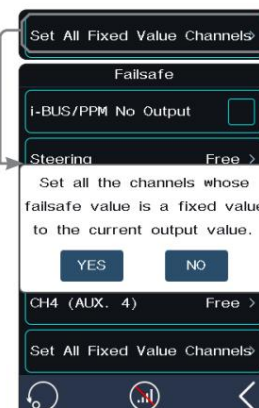 Set All Fixed Value Channels>
Failsafe
i-BUS/PPM No Output
Steering Free >
Set all the channels whose
failsafe value is a fixed value
to the current output value.
YES NO
CH4 (AUX. 4) Free >
Set All Fixed Value Channels>